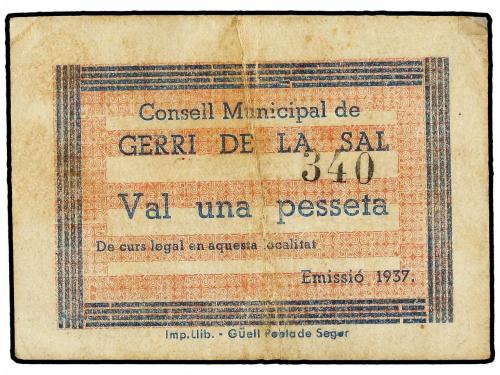 Consell Municipal de
GERRI DE LA SAL
340
Val una pesseta
De curs legal en aquesta localitat
Emissió 1937.
Imp. Llib. - Güell Pobla de Segur